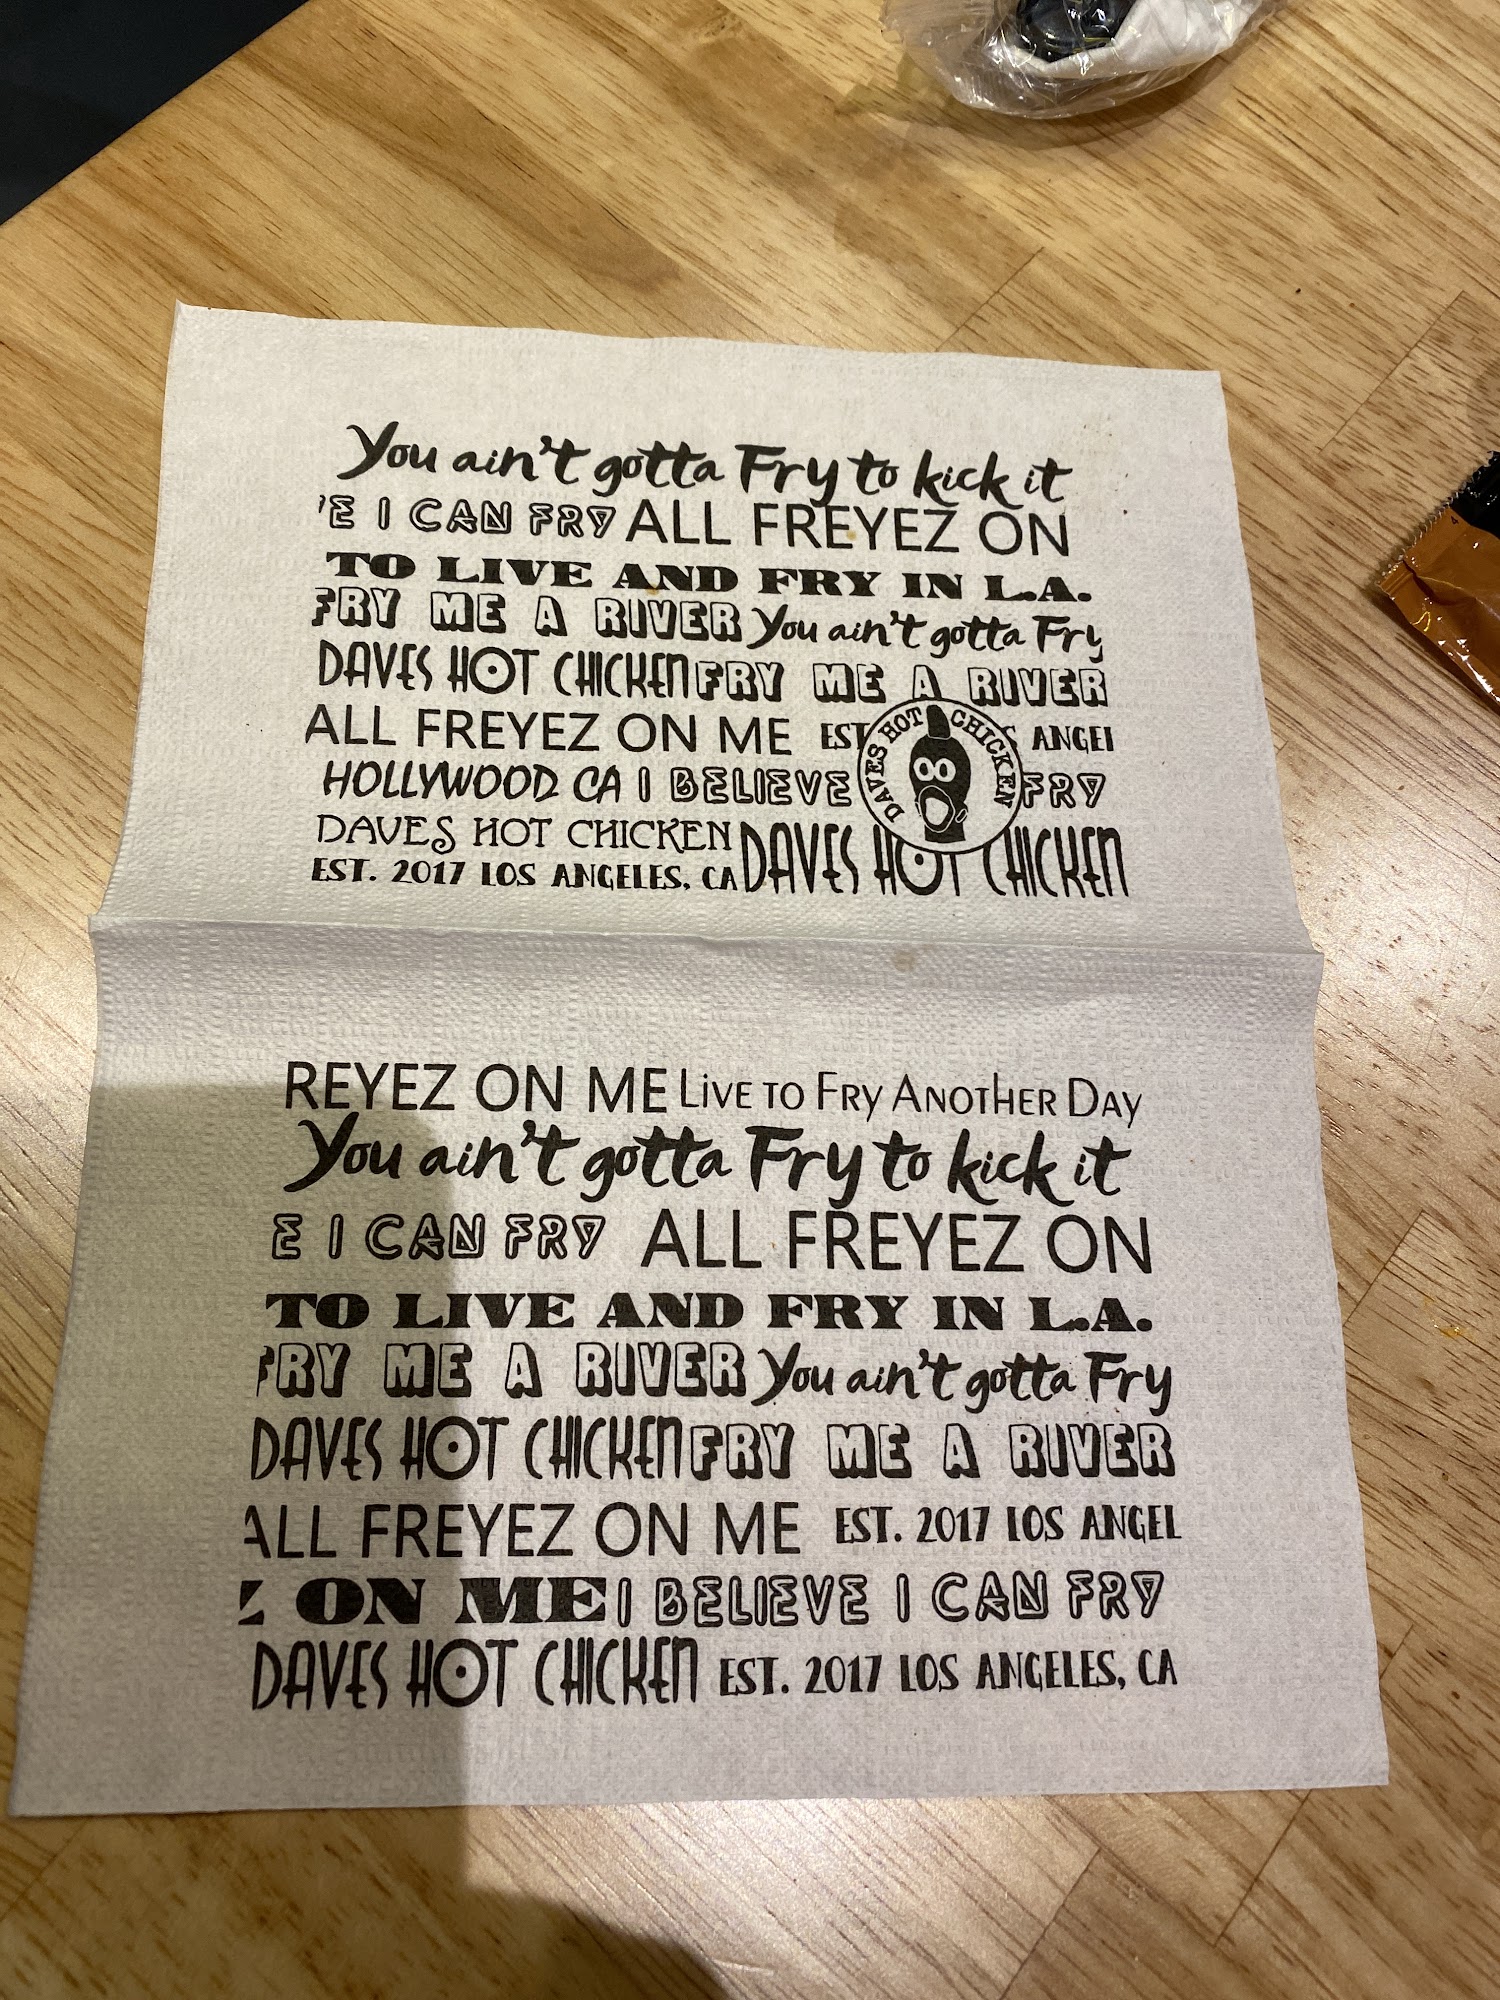 You ain't gotta Fry to kick it
'E I CAN FRY ALL FREYEZ ON
TO LIVE AND FRY IN L.A.
FRY ME A RIVER You ain't gotta Fry
DAVES HOT CHICKEN FRY ME A RIVER
ALL FREYEZ ON ME EST S ANGEI
HOLLYWOOD CA I BELIEVE FRY
DAVES HOT CHICKEN
DAVES HOT CHICKEN DAVES HOT CHICKEN
EST. 2017 LOS ANGELES, CA
REYEZ ON ME Live to Fry Another Day
You ain't gotta Fry to kick it
E I CAN FRY ALL FREYEZ ON
TO LIVE AND FRY IN L.A.
FRY ME A RIVER You ain't gotta Fry
DAVES HOT CHICKEN FRY ME A RIVER
ALL FREYEZ ON ME EST. 2017 LOS ANGEL
Z ON ME I BELIEVE I CAN FRY
DAVES HOT CHICKEN EST. 2017 LOS ANGELES, CA